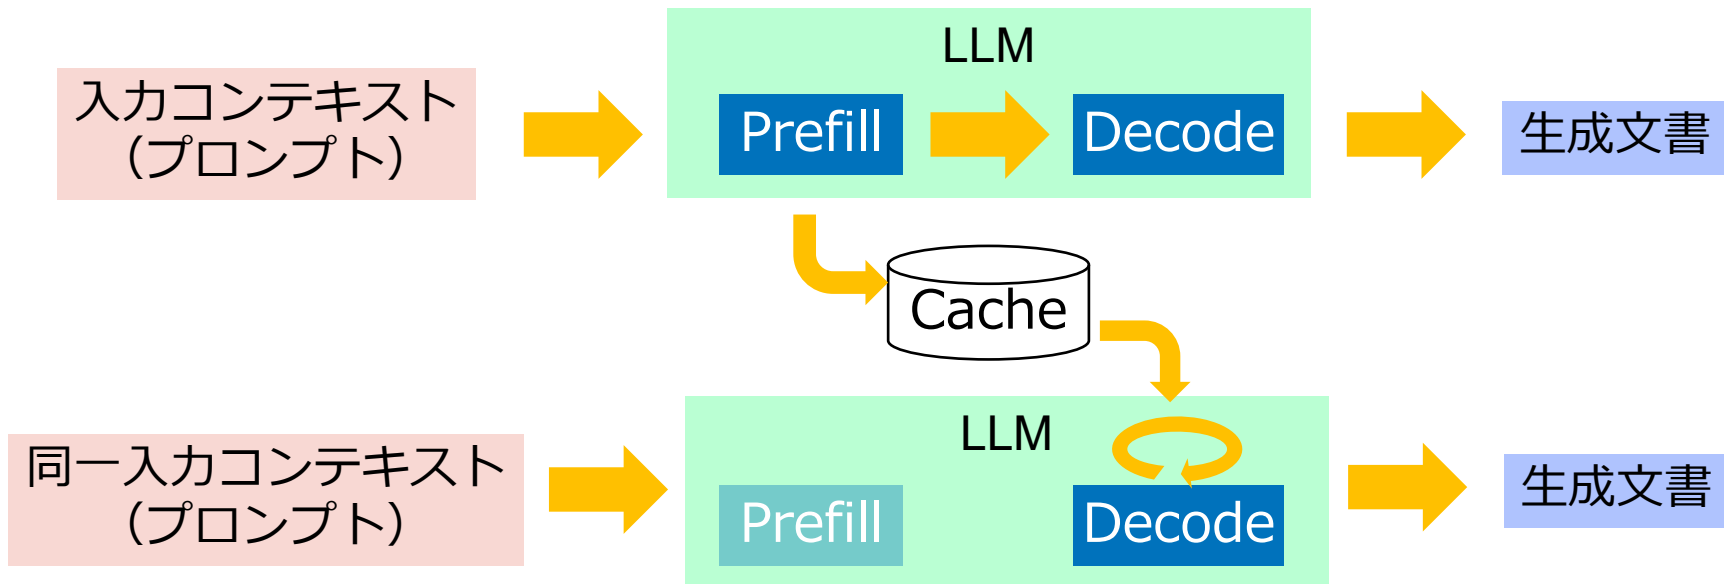 LLM
入力コンテキスト
（プロンプト）
Prefill
Decode
生成文書
Cache
LLM
同一入力コンテキスト
（プロンプト）
Prefill
Decode
生成文書